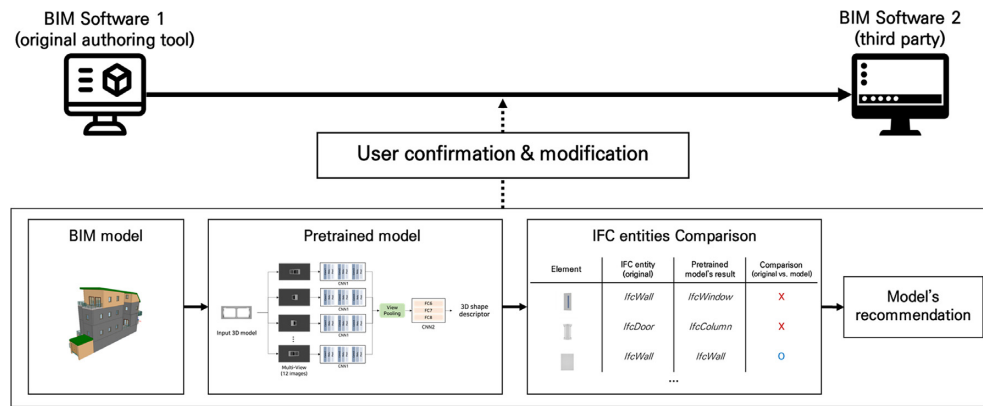 BIM Software 1
(original authoring tool)
BIM Software 2
(third party)
User confirmation & modification
BIM model
Pretrained model
Input 3D model
CNN1
CNN1
CNN1
CNN1
Multi-View
(12 images)
View
Pooling
FC6
FC7
FC8
CNN2
3D shape
descriptor
IFC entities Comparison
Element
IFC entity
(original)
Pretrained
model's result
Comparison
(original vs. model)
IfcWall
IfcWindow
X
IfcDoor
IfcColumn
X
IfcWall
IfcWall
O
...
Model's
recommendation